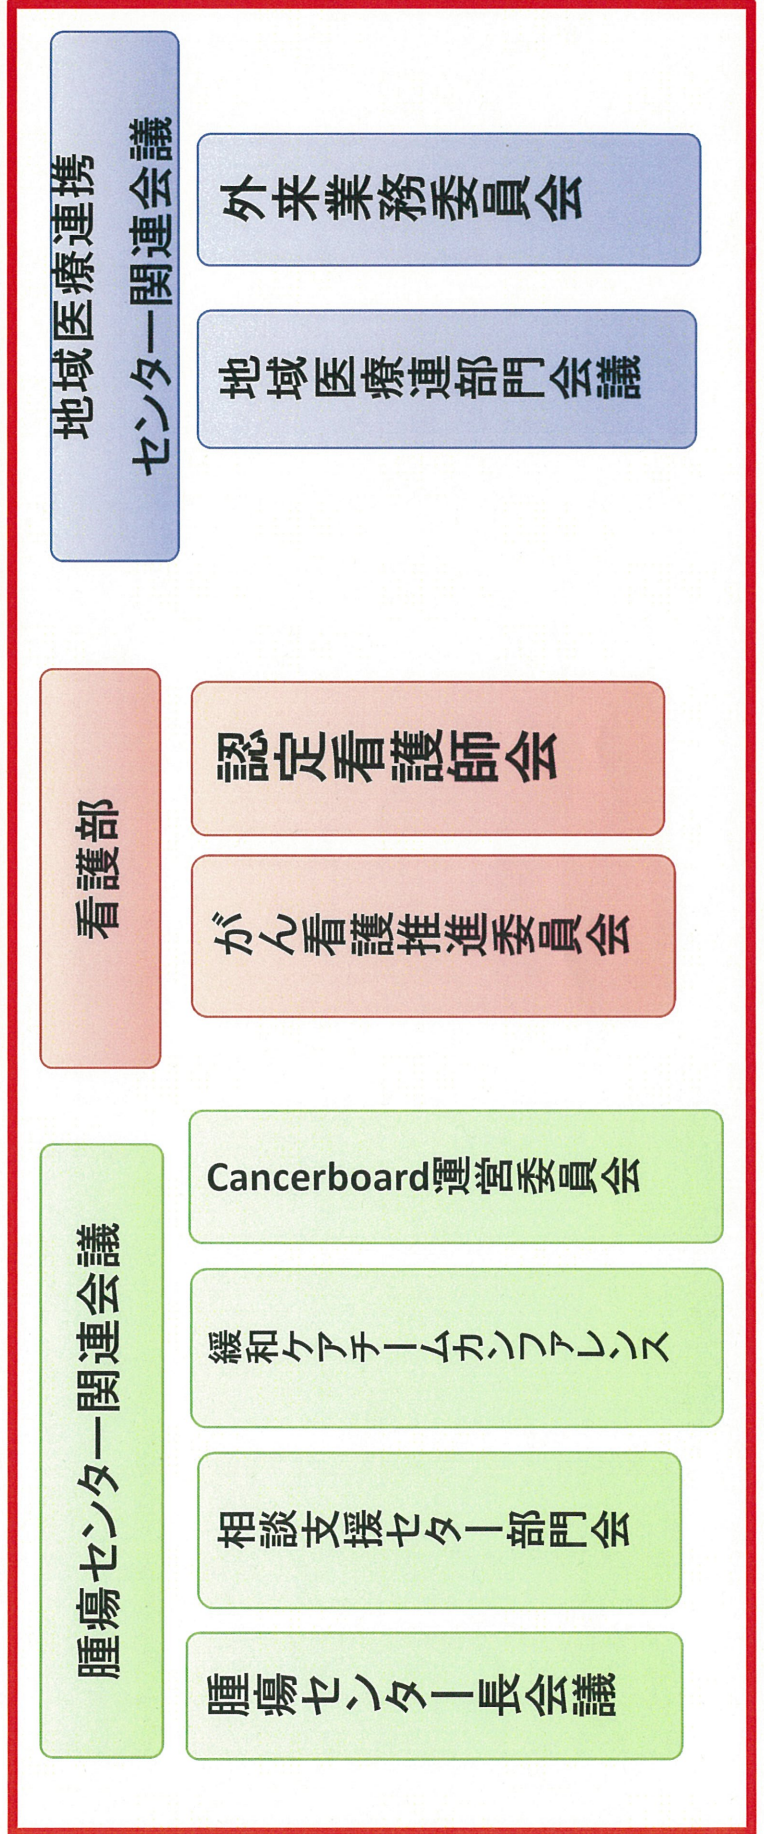 腫瘍センター関連会議
腫瘍センター長会議
相談支援セター部門会
緩和ケアチームカンファレンス
Cancerboard運営委員会
看護部
がん看護推進委員会
認定看護師会
地域医療連携
センター関連会議
地域医療連部門会議
外来業務委員会